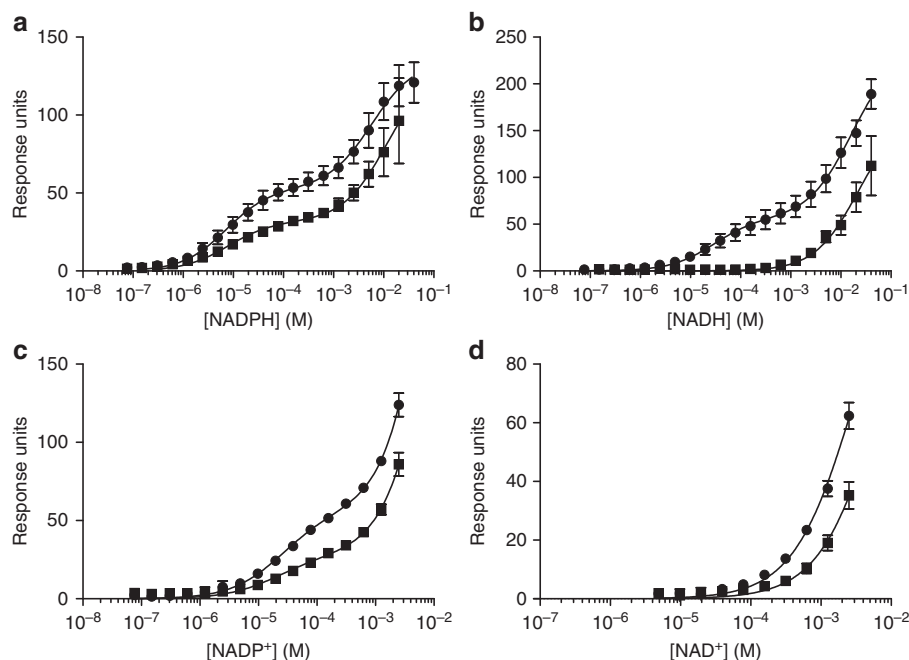 a
150
100
50
0
Response units
10⁻⁸ 10⁻⁷ 10⁻⁶ 10⁻⁵ 10⁻⁴ 10⁻³ 10⁻² 10⁻¹
[NADPH] (M)
b
250
200
150
100
50
0
Response units
10⁻⁸ 10⁻⁷ 10⁻⁶ 10⁻⁵ 10⁻⁴ 10⁻³ 10⁻² 10⁻¹
[NADH] (M)
c
150
100
50
0
Response units
10⁻⁸ 10⁻⁷ 10⁻⁶ 10⁻⁵ 10⁻⁴ 10⁻³ 10⁻²
[NADP⁺] (M)
d
80
60
40
20
0
Response units
10⁻⁷ 10⁻⁶ 10⁻⁵ 10⁻⁴ 10⁻³ 10⁻²
[NAD⁺] (M)